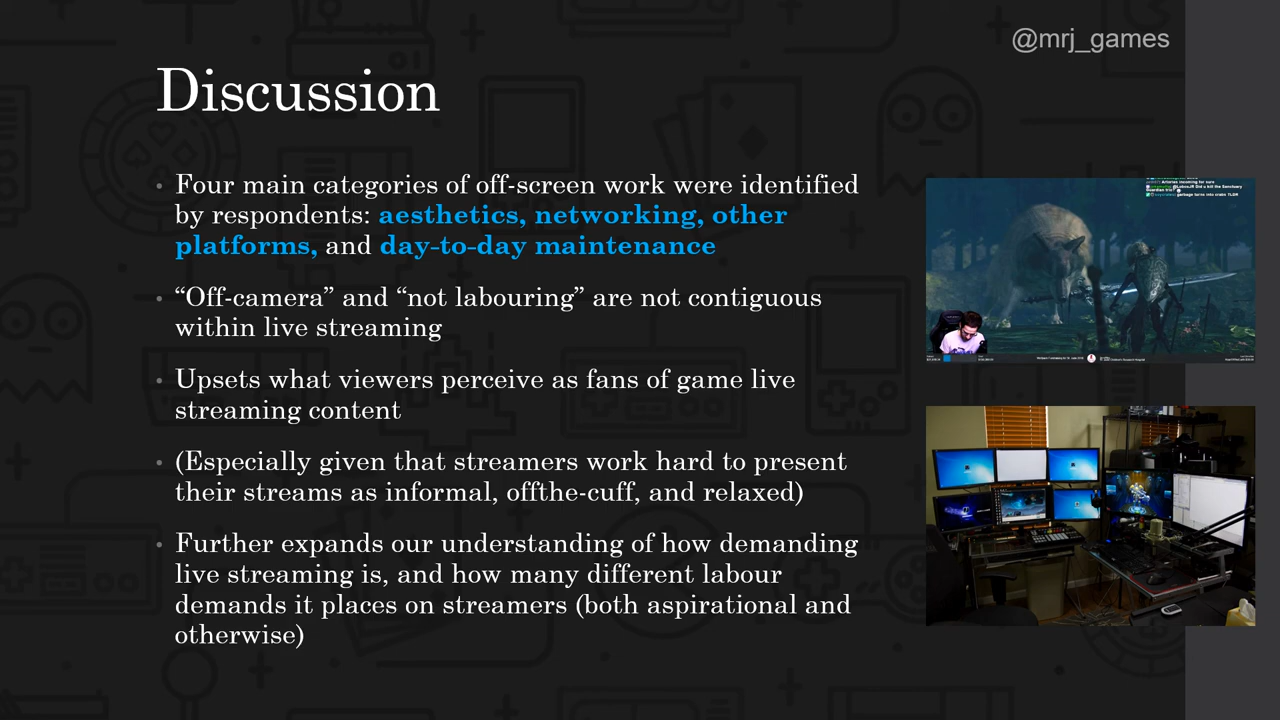 @mrj_games
Discussion
• Four main categories of off-screen work were identified
by respondents: aesthetics, networking, other
platforms, and day-to-day maintenance
• “Off-camera” and “not labouring” are not contiguous
within live streaming
• Upsets what viewers perceive as fans of game live
streaming content
• (Especially given that streamers work hard to present
their streams as informal, offthe-cuff, and relaxed)
• Further expands our understanding of how demanding
live streaming is, and how many different labour
demands it places on streamers (both aspirational and
otherwise)